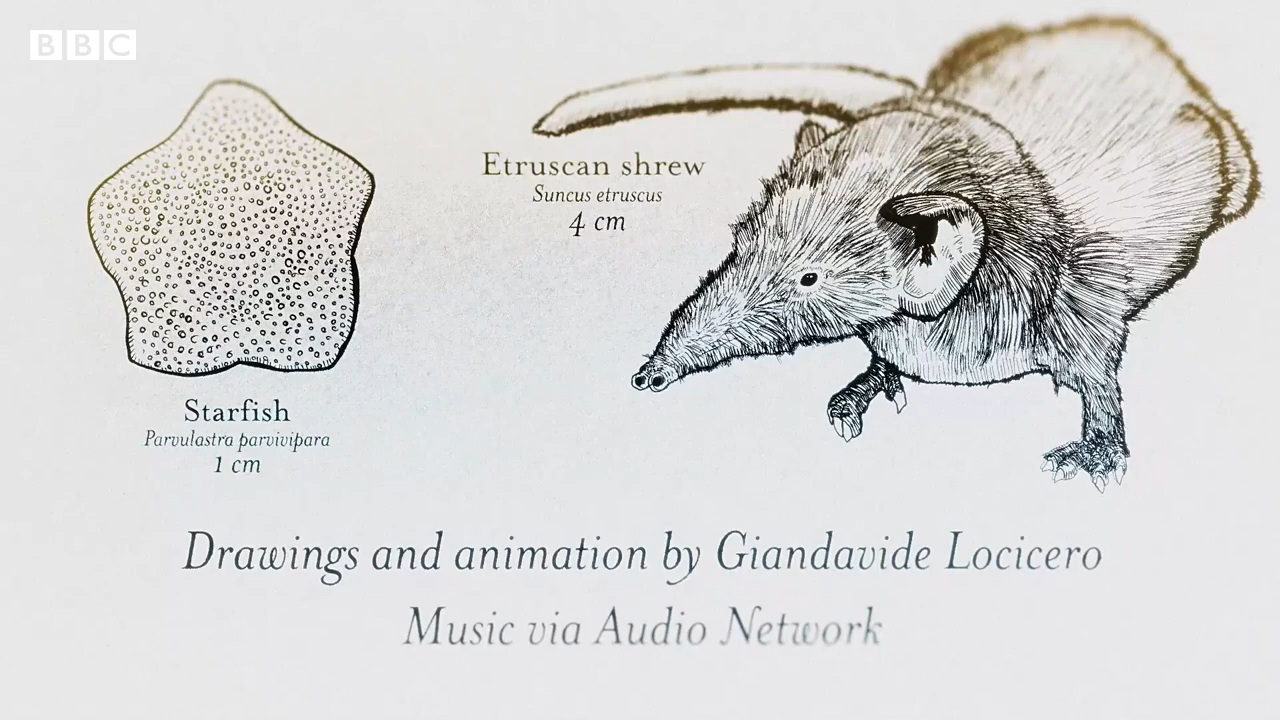 BBC
Etruscan shrew
Suncus etruscus
4 cm
Starfish
Parvulastra parvivipara
1 cm
Drawings and animation by Giandavide Locicero
Music via Audio Network